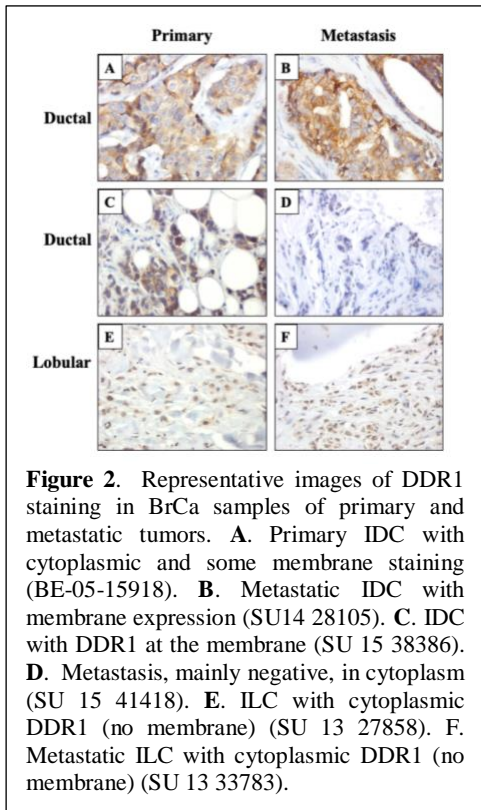 Primary Metastasis
A B
Ductal
C D
Ductal
E F
Lobular
Figure 2. Representative images of DDR1
staining in BrCa samples of primary and
metastatic tumors. A. Primary IDC with
cytoplasmic and some membrane staining
(BE-05-15918). B. Metastatic IDC with
membrane expression (SU14 28105). C. IDC
with DDR1 at the membrane (SU 15 38386).
D. Metastasis, mainly negative, in cytoplasm
(SU 15 41418). E. ILC with cytoplasmic
DDR1 (no membrane) (SU 13 27858). F.
Metastatic ILC with cytoplasmic DDR1 (no
membrane) (SU 13 33783).